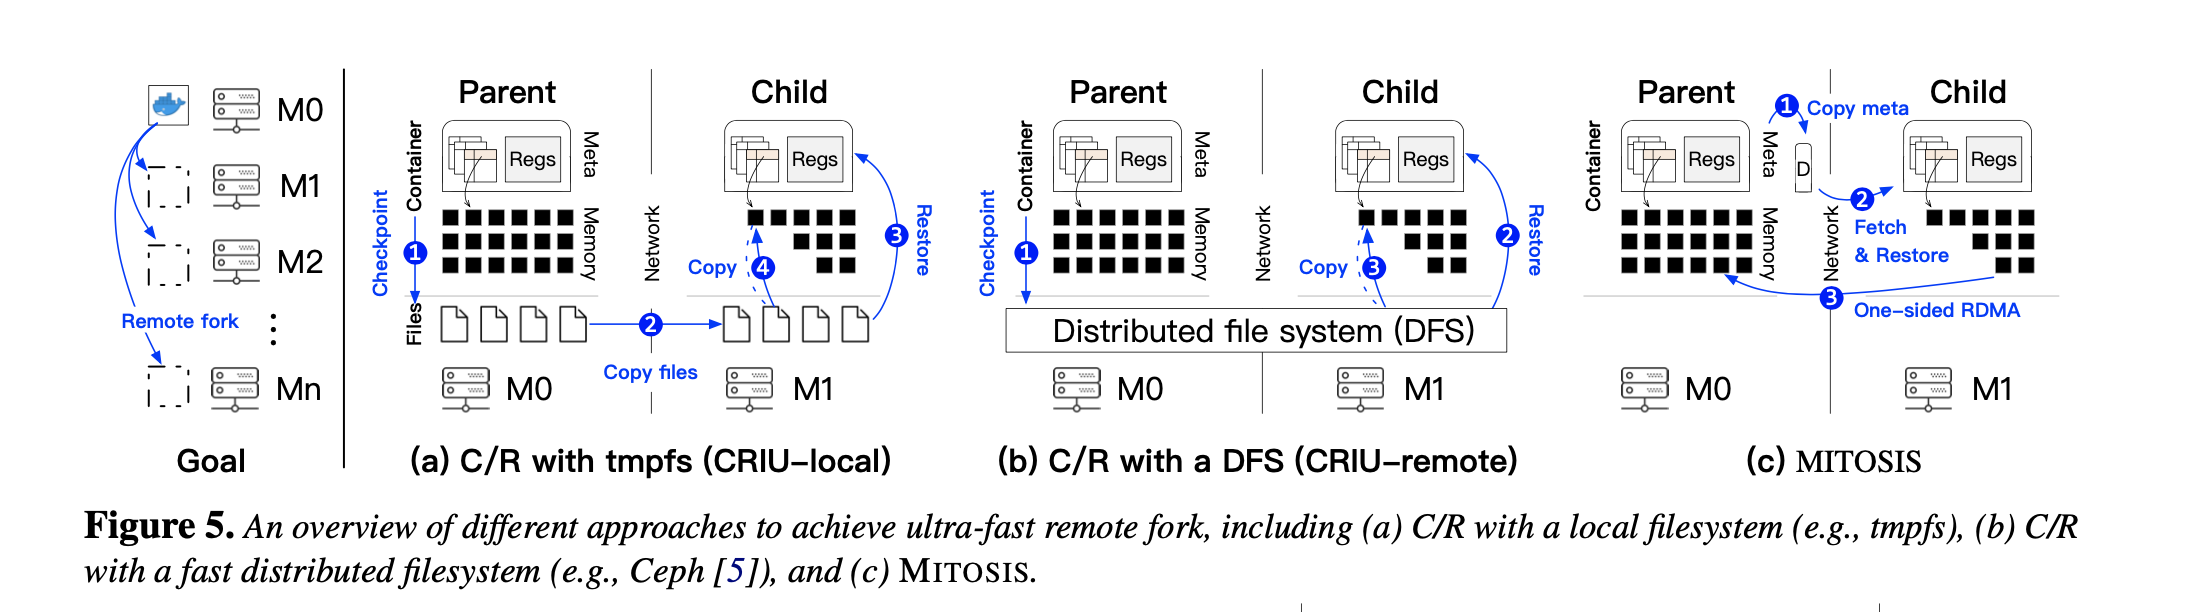 M0
M1
M2
Remote fork
⋮
Mn
Goal
Parent
Child
Container
Regs
Meta
Regs
Checkpoint
1
Memory
Network
Copy
4
3
Restore
Files
2
Copy files
M0
M1
(a) C/R with tmpfs (CRIU-local)
Parent
Child
Container
Regs
Meta
Regs
Checkpoint
1
Memory
Network
Copy
3
2
Restore
Distributed file system (DFS)
M0
M1
(b) C/R with a DFS (CRIU-remote)
Parent
1
Copy meta
Child
Container
Regs
Meta
D
Regs
2
Fetch
& Restore
Memory
Network
3
One-sided RDMA
M0
M1
(c) MITOSIS
Figure 5. An overview of different approaches to achieve ultra-fast remote fork, including (a) C/R with a local filesystem (e.g., tmpfs), (b) C/R
with a fast distributed filesystem (e.g., Ceph [5]), and (c) MITOSIS.